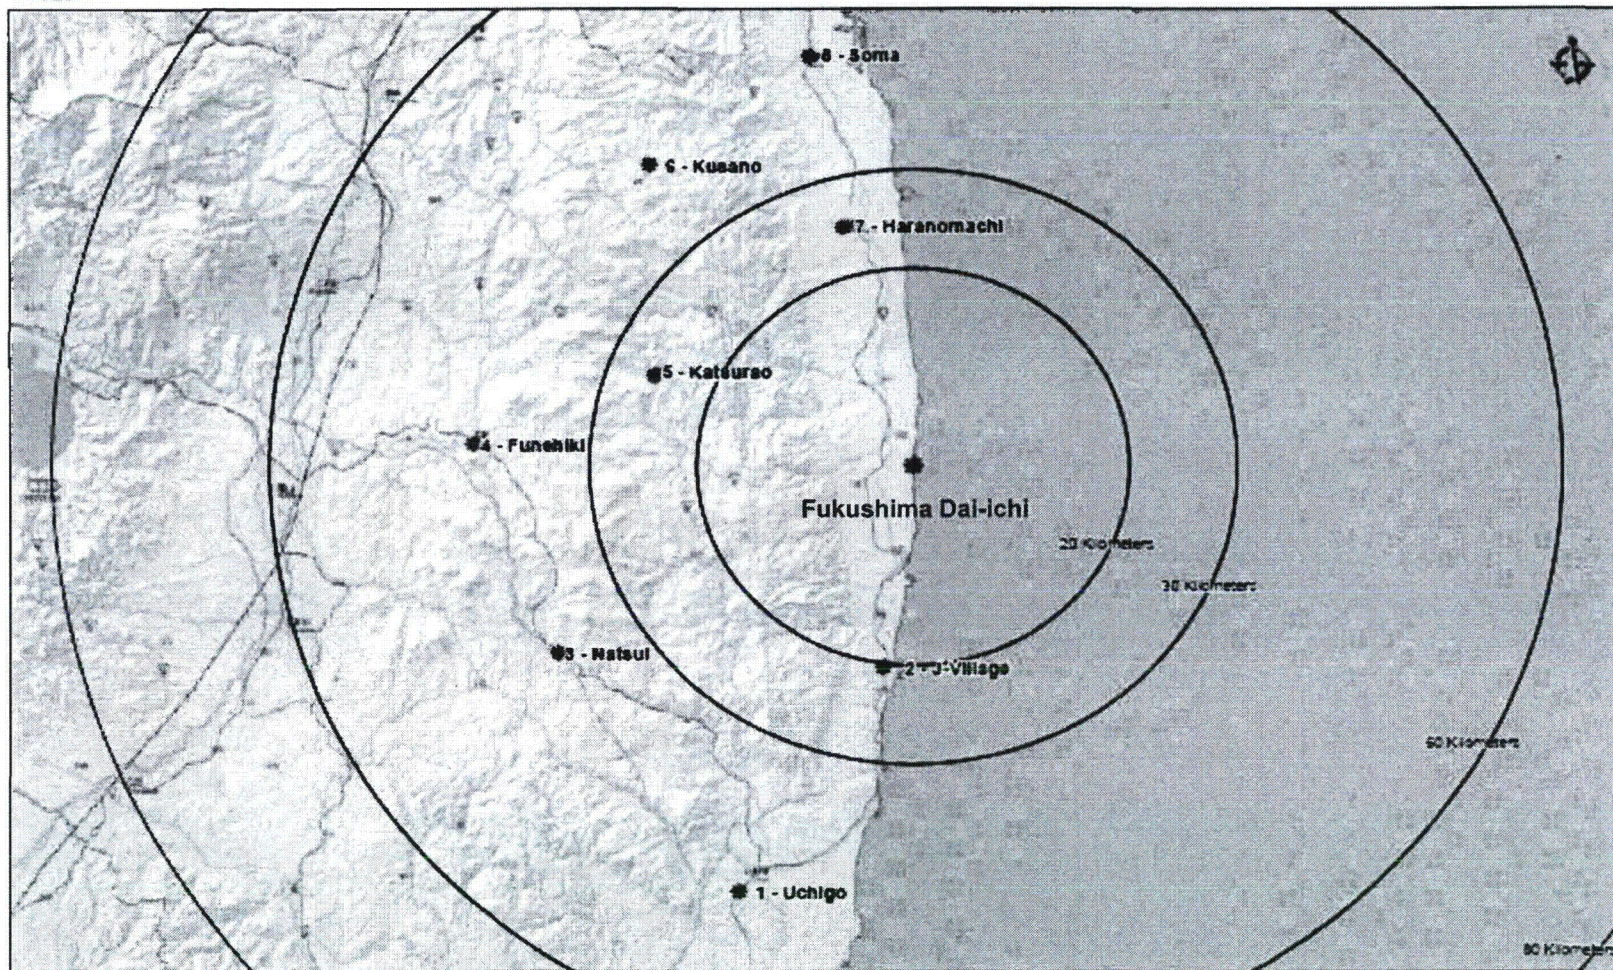 8 - Soma
6 - Kusano
7 - Haranomachi
5 - Katsurao
4 - Funehiki
Fukushima Dai-ichi
20 Kilometers
30 Kilometers
3 - Natsui
2 - J-Village
60 Kilometers
1 - Uchigo
80 Kilometers